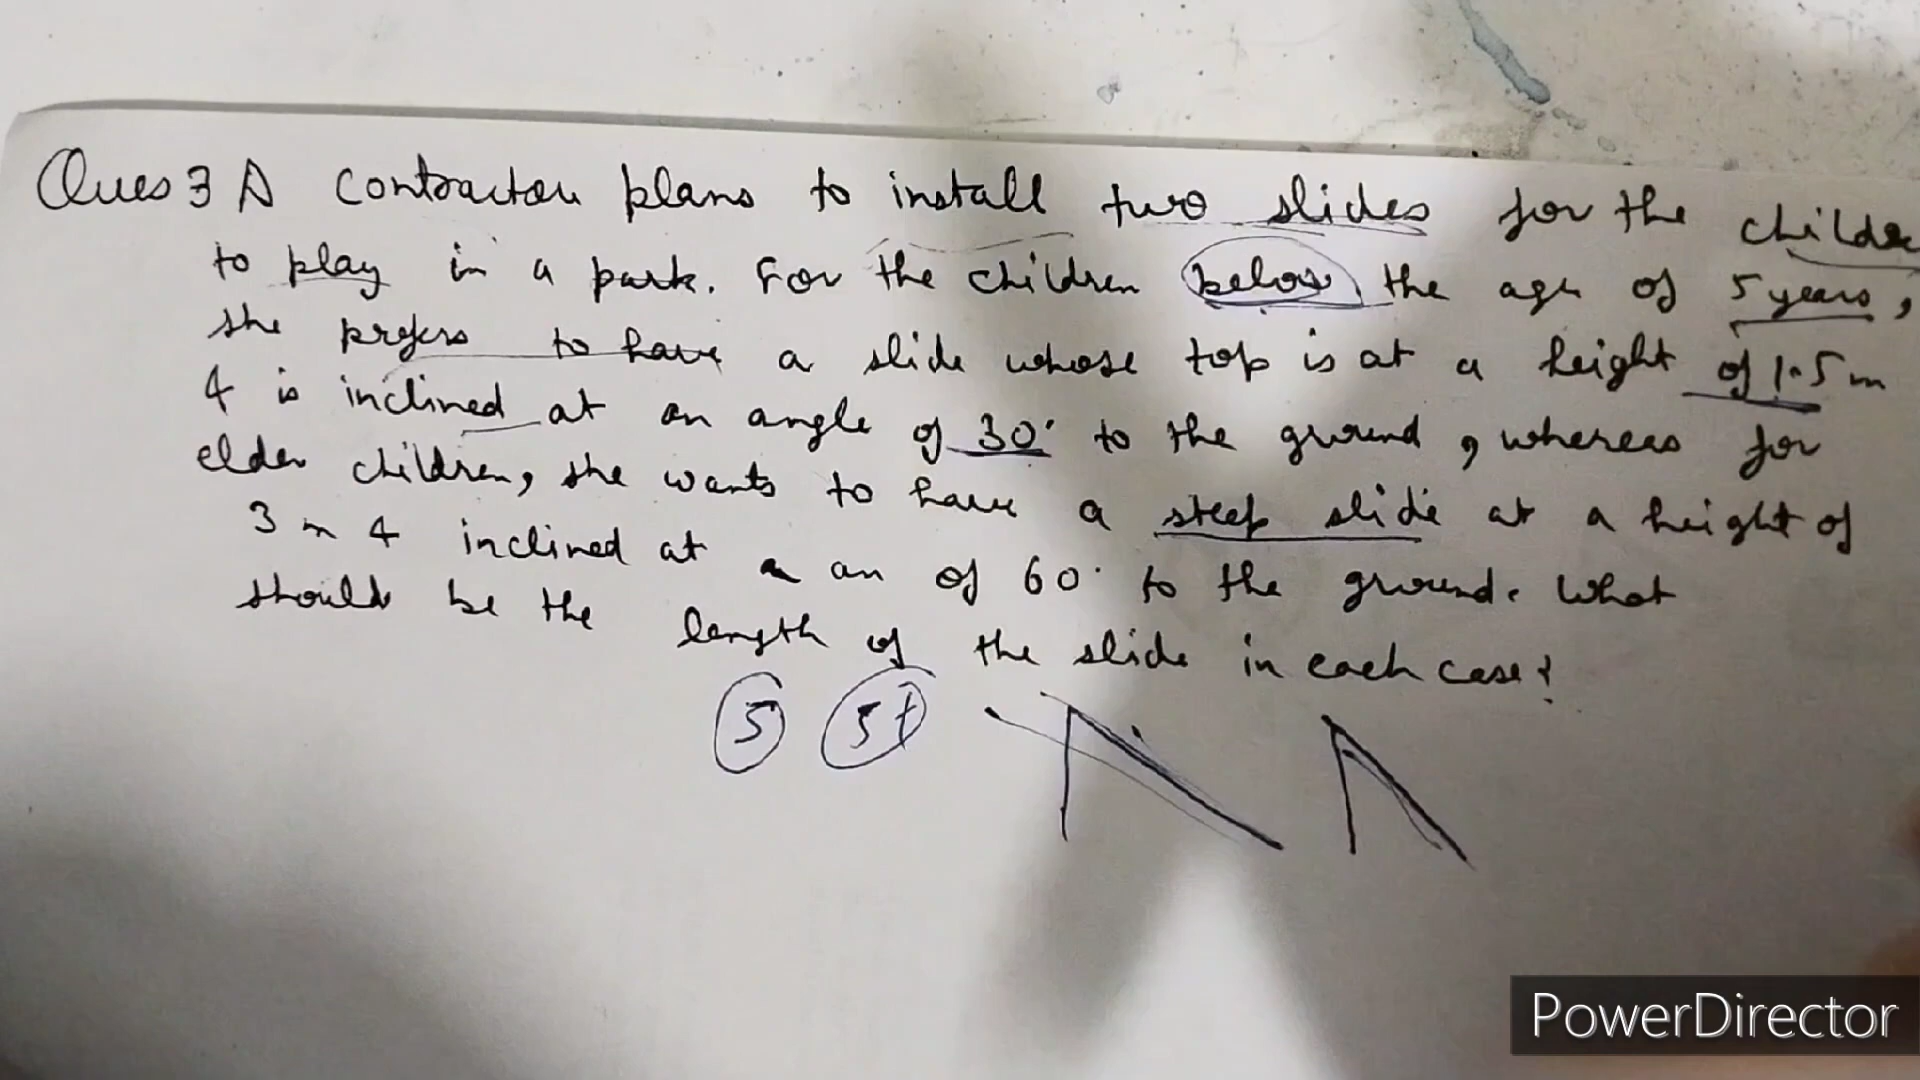 Ques 3 A contractor plans to install two slides for the childre
to play in a park. For the children below the age of 5 years,
she prefers to have a slide whose top is at a height of 1.5 m
& is inclined at an angle of 30° to the ground, whereas for
elder children, she wants to have a steep slide at a height of
3 m & inclined at a an of 60° to the ground. What
should be the length of the slide in each case?
5 5+
PowerDirector